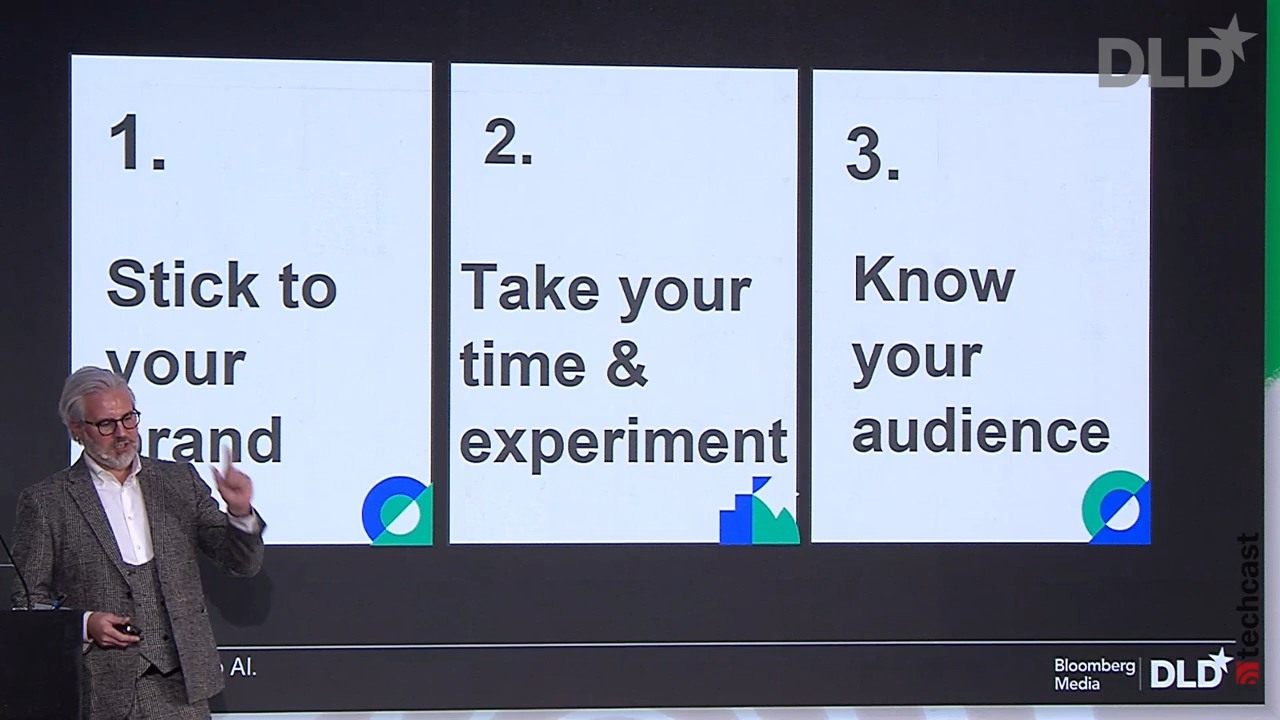 DLD
1.
Stick to
your
brand
2.
Take your
time &
experiment
3.
Know
your
audience
AI.
Bloomberg
Media
DLD
techcast